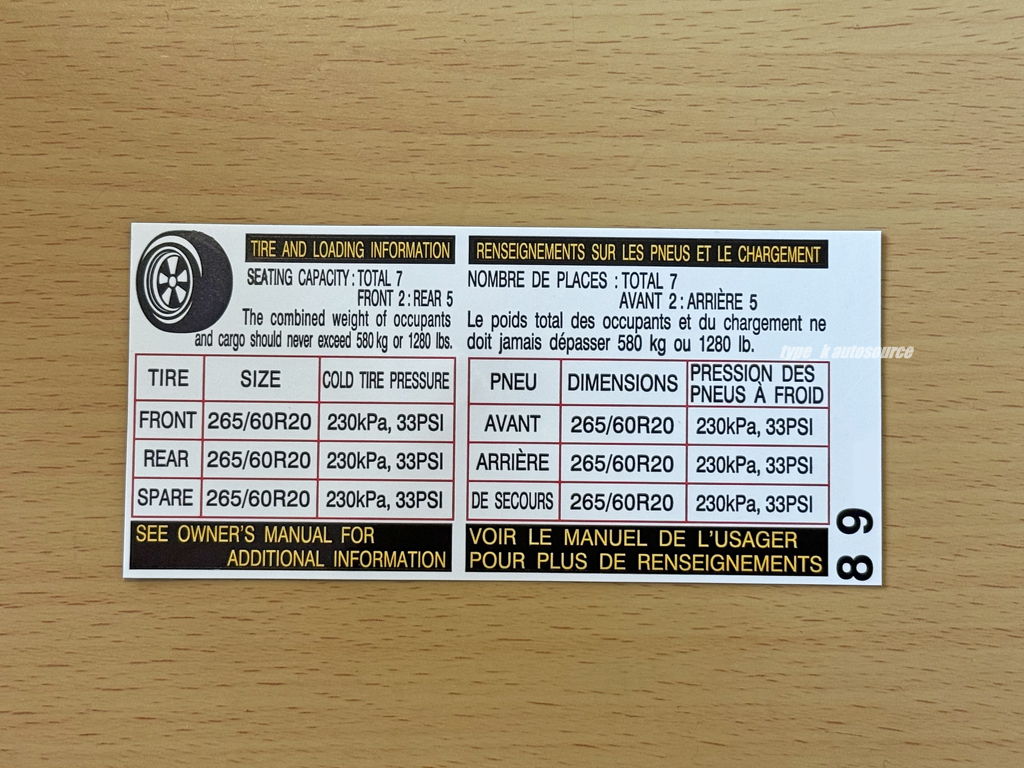 TIRE AND LOADING INFORMATION
SEATING CAPACITY : TOTAL 7
FRONT 2 : REAR 5
The combined weight of occupants
and cargo should never exceed 580 kg or 1280 lbs.
TIRE SIZE COLD TIRE PRESSURE
FRONT 265/60R20 230kPa, 33PSI
REAR 265/60R20 230kPa, 33PSI
SPARE 265/60R20 230kPa, 33PSI
SEE OWNER'S MANUAL FOR
ADDITIONAL INFORMATION
RENSEIGNEMENTS SUR LES PNEUS ET LE CHARGEMENT
NOMBRE DE PLACES : TOTAL 7
AVANT 2 : ARRIÈRE 5
Le poids total des occupants et du chargement ne
doit jamais dépasser 580 kg ou 1280 lb.
PNEU DIMENSIONS PRESSION DES
PNEUS À FROID
AVANT 265/60R20 230kPa, 33PSI
ARRIÈRE 265/60R20 230kPa, 33PSI
DE SECOURS 265/60R20 230kPa, 33PSI
VOIR LE MANUEL DE L'USAGER
POUR PLUS DE RENSEIGNEMENTS
89
type_k autosource